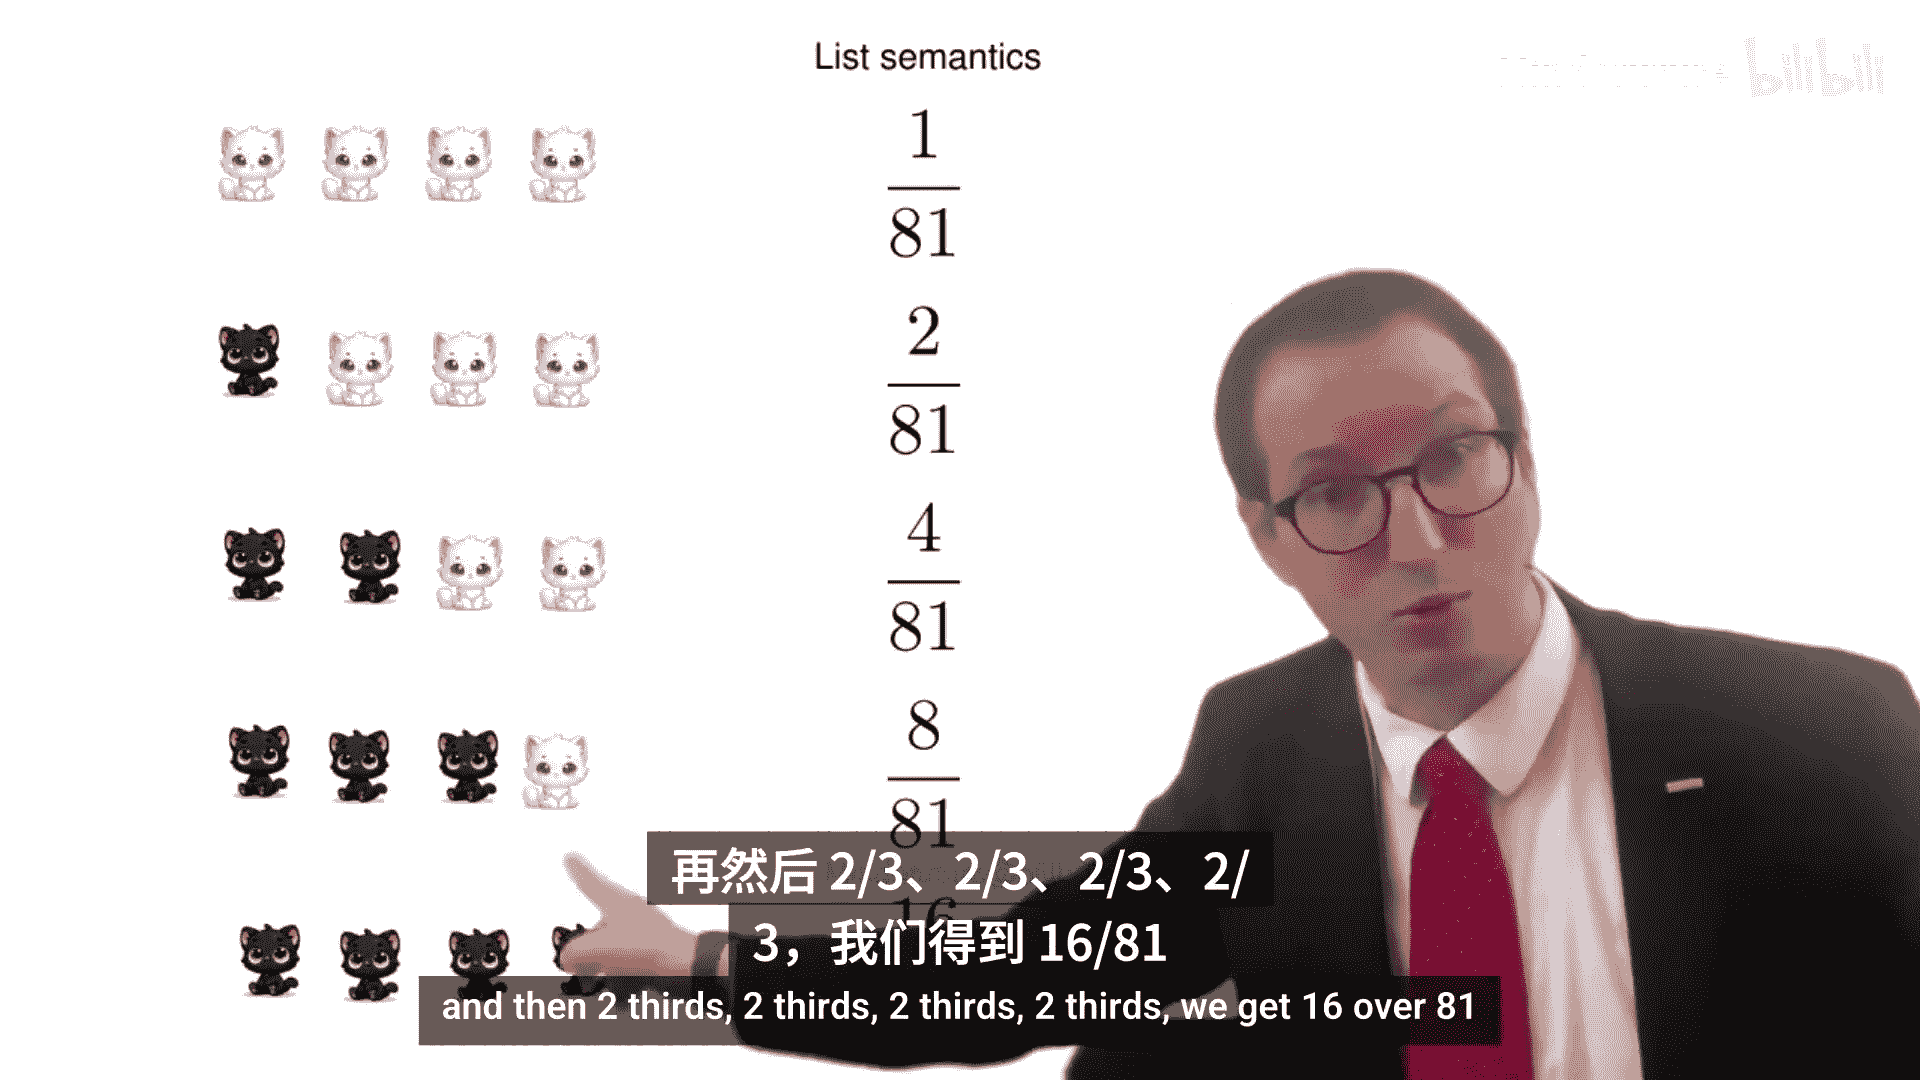 List semantics
bilibili
1
81
2
81
4
81
8
81
16
再然后 2/3、2/3、2/3、2/
3，我们得到 16/81
and then 2 thirds, 2 thirds, 2 thirds, 2 thirds, we get 16 over 81